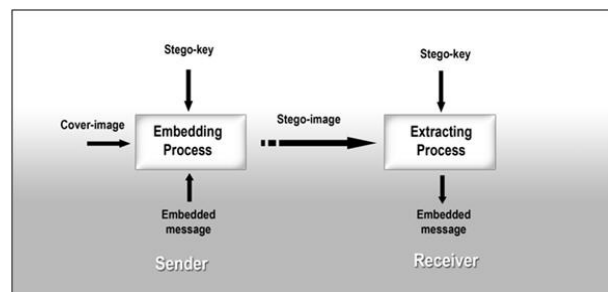 Stego-key
Stego-key
Cover-image
Embedding
Process
Stego-image
Extracting
Process
Embedded
message
Embedded
message
Sender
Receiver